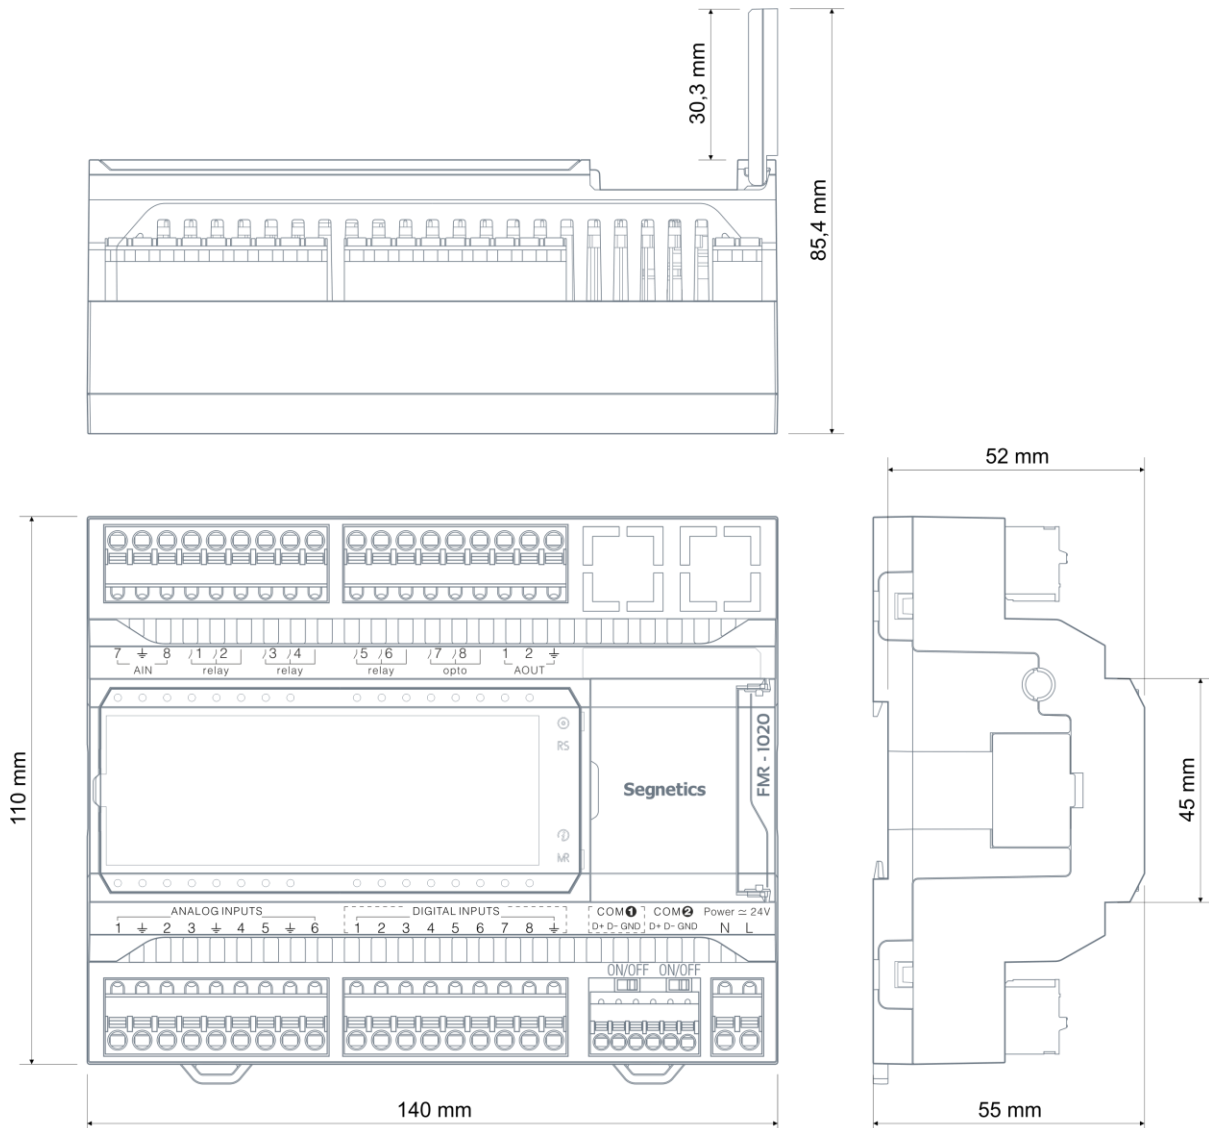 30,3 mm
85,4 mm
52 mm
7 ⏚ 8 1 2 3 4 5 6 7 8 1 2 ⏚
AIN relay relay relay opto AOUT
110 mm
RS
Segnetics
FMR - 1020
45 mm
MR
ANALOG INPUTS DIGITAL INPUTS COM❶ COM❷ Power ≃ 24V
1 ⏚ 2 3 ⏚ 4 5 ⏚ 6 1 2 3 4 5 6 7 8 ⏚ D+ D- GND D+ D- GND N L
ON/OFF ON/OFF
140 mm
55 mm